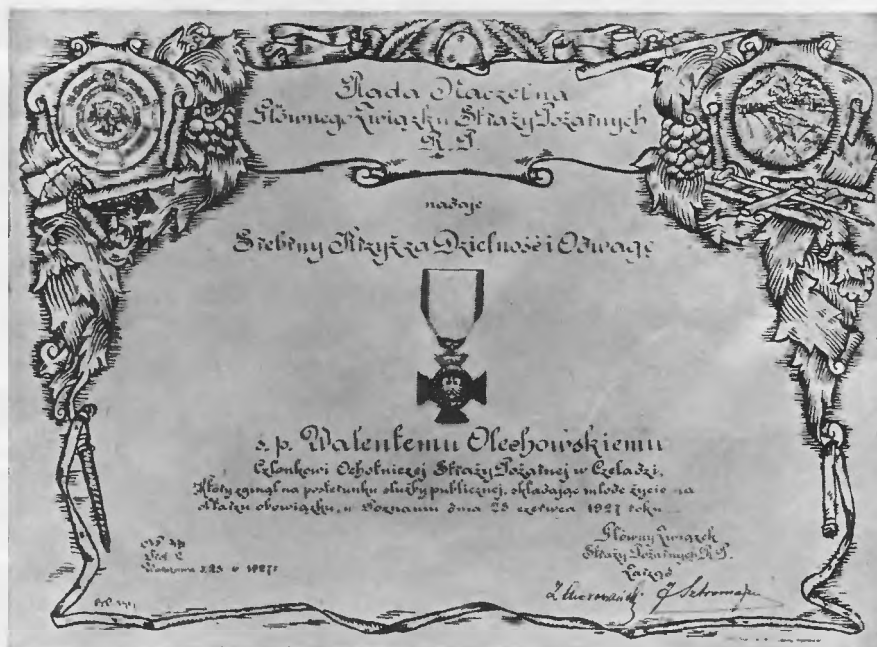 Rada Naczelna
Głównego Związku Straży Pożarnych
R. P.
nadaje
Srebrny Krzyż za Dzielność i Odwagę
ś. p. Walentemu Olechowskiemu
Członkowi Ochotniczej Straży Pożarnej w Czeladzi,
Który zginął na posterunku służby publicznej, składając młode życie na
ołtarzu obowiązku, w Poznaniu dnia 25 czerwca 1927 roku
Główny Związek
Straży Pożarnych R. P.
Zarząd
Warszawa 1927